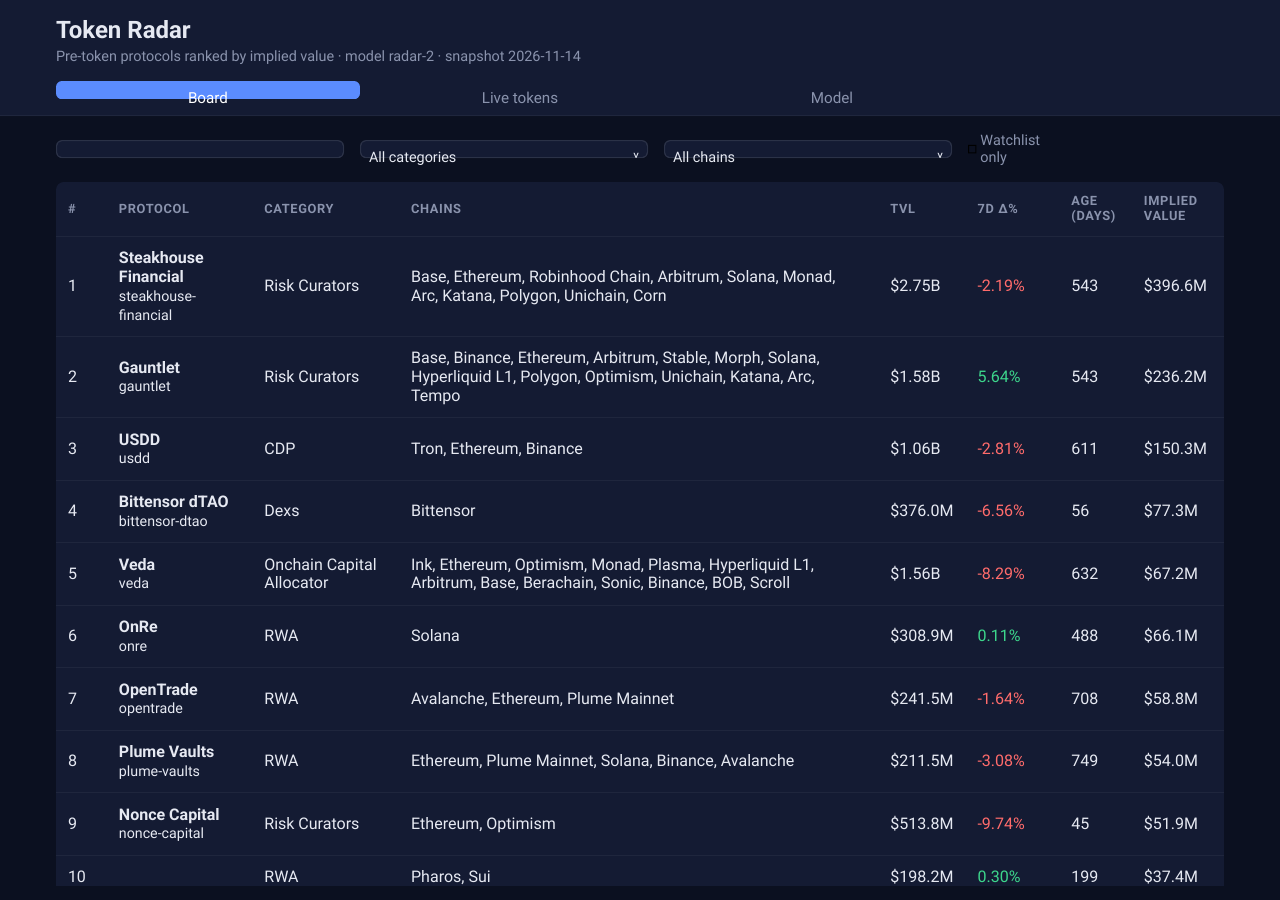 Token Radar
Pre-token protocols ranked by implied value · model radar-2 · snapshot 2026-11-14
Board Live tokens Model
All categories All chains Watchlist only
# PROTOCOL CATEGORY CHAINS TVL 7D Δ% AGE (DAYS) IMPLIED VALUE
1 Steakhouse Financial steakhouse-financial Risk Curators Base, Ethereum, Robinhood Chain, Arbitrum, Solana, Monad, Arc, Katana, Polygon, Unichain, Corn $2.75B -2.19% 543 $396.6M
2 Gauntlet gauntlet Risk Curators Base, Binance, Ethereum, Arbitrum, Stable, Morph, Solana, Hyperliquid L1, Polygon, Optimism, Unichain, Katana, Arc, Tempo $1.58B 5.64% 543 $236.2M
3 USDD usdd CDP Tron, Ethereum, Binance $1.06B -2.81% 611 $150.3M
4 Bittensor dTAO bittensor-dtao Dexs Bittensor $376.0M -6.56% 56 $77.3M
5 Veda veda Onchain Capital Allocator Ink, Ethereum, Optimism, Monad, Plasma, Hyperliquid L1, Arbitrum, Base, Berachain, Sonic, Binance, BOB, Scroll $1.56B -8.29% 632 $67.2M
6 OnRe onre RWA Solana $308.9M 0.11% 488 $66.1M
7 OpenTrade opentrade RWA Avalanche, Ethereum, Plume Mainnet $241.5M -1.64% 708 $58.8M
8 Plume Vaults plume-vaults RWA Ethereum, Plume Mainnet, Solana, Binance, Avalanche $211.5M -3.08% 749 $54.0M
9 Nonce Capital nonce-capital Risk Curators Ethereum, Optimism $513.8M -9.74% 45 $51.9M
10 RWA Pharos, Sui $198.2M 0.30% 199 $37.4M